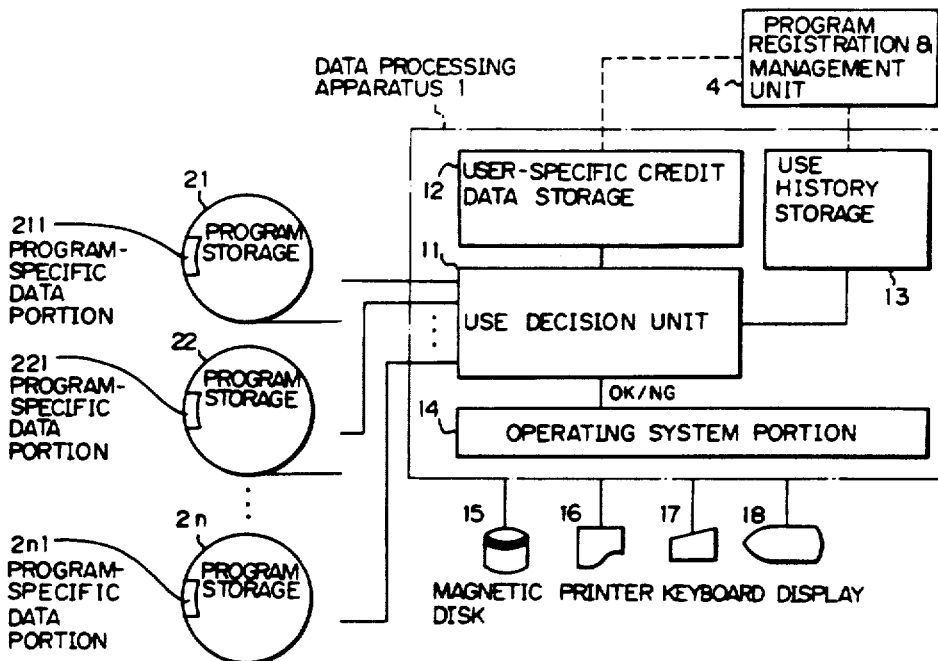 PROGRAM
REGISTRATION &
MANAGEMENT
UNIT
4
DATA PROCESSING
APPARATUS 1
12
USER-SPECIFIC CREDIT
DATA STORAGE
USE
HISTORY
STORAGE
13
21
PROGRAM
STORAGE
211
PROGRAM-
SPECIFIC
DATA
PORTION
11
USE DECISION UNIT
22
PROGRAM
STORAGE
221
PROGRAM-
SPECIFIC
DATA
PORTION
OK/NG
14
OPERATING SYSTEM PORTION
2n
PROGRAM
STORAGE
2n1
PROGRAM-
SPECIFIC
DATA
PORTION
15
MAGNETIC
DISK
16
PRINTER
17
KEYBOARD
18
DISPLAY